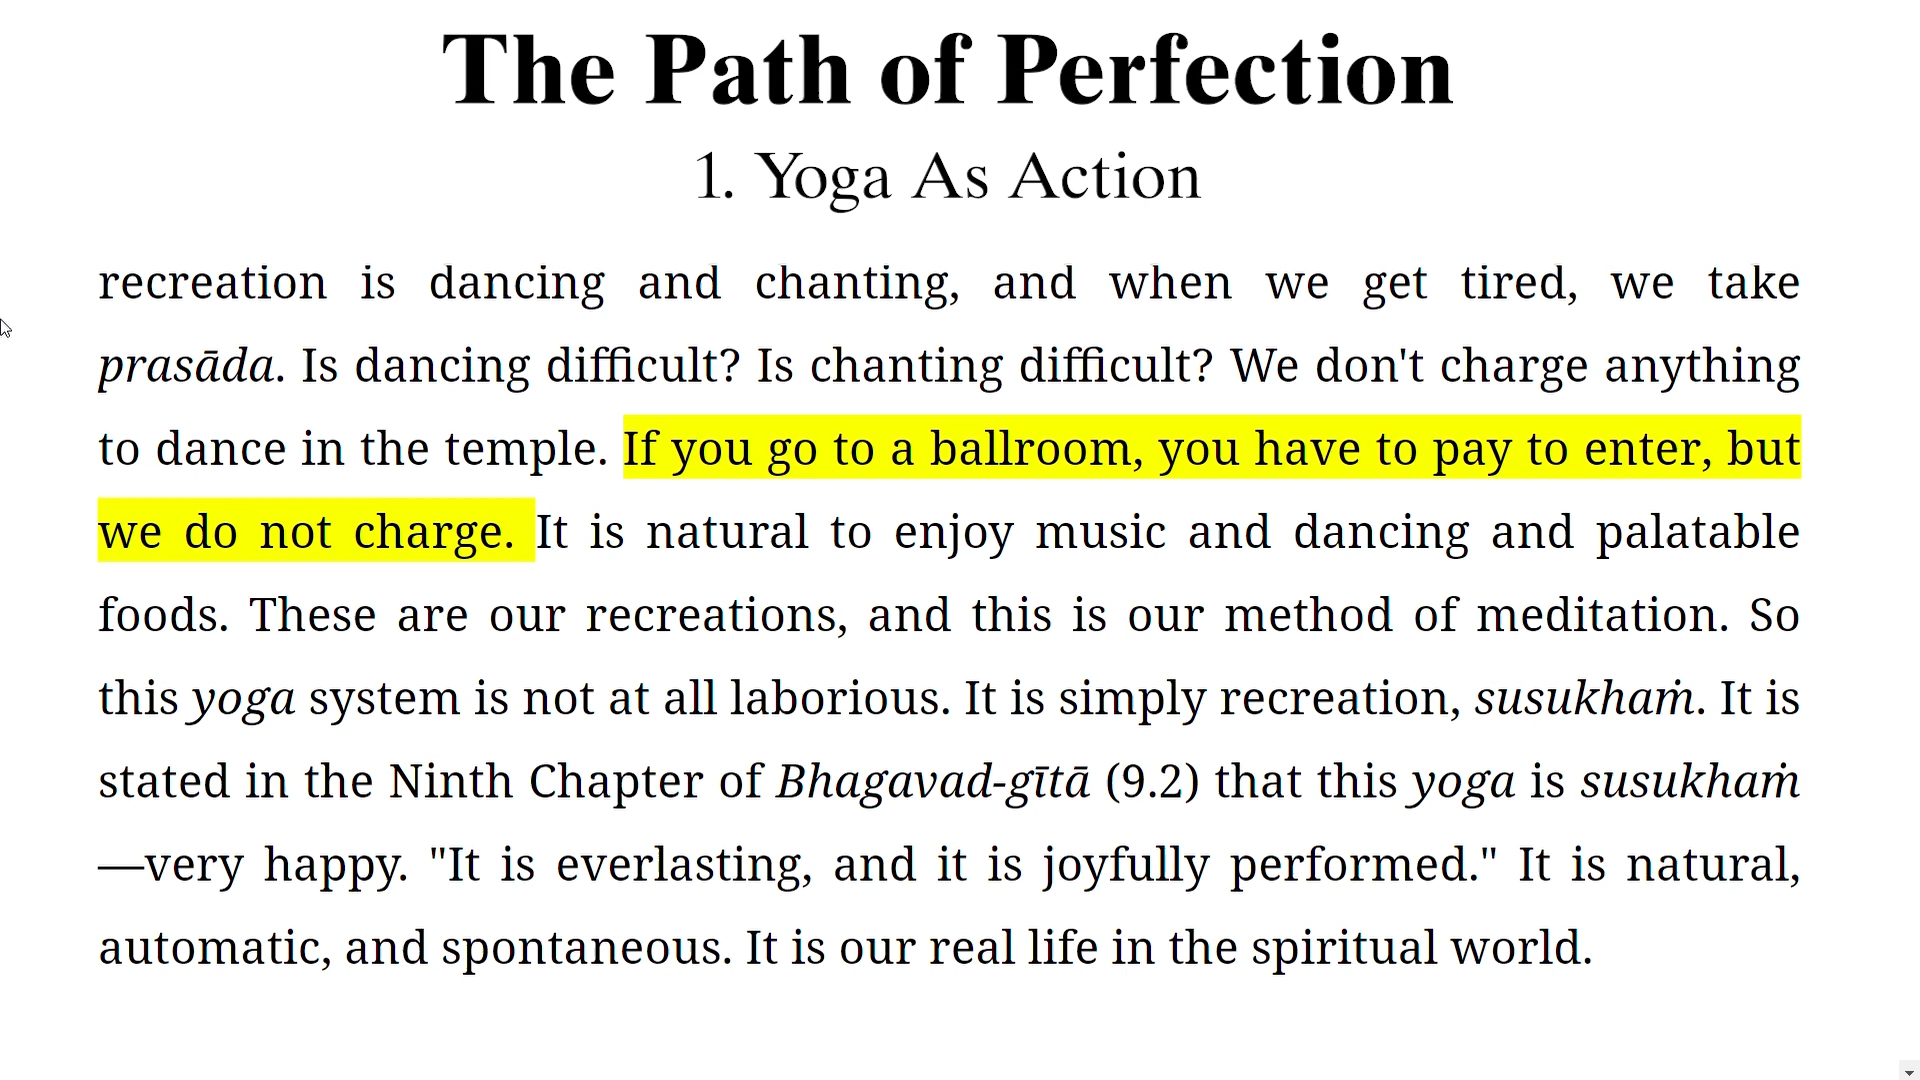 The Path of Perfection
1. Yoga As Action
recreation is dancing and chanting, and when we get tired, we take
prasāda. Is dancing difficult? Is chanting difficult? We don't charge anything
to dance in the temple. If you go to a ballroom, you have to pay to enter, but
we do not charge. It is natural to enjoy music and dancing and palatable
foods. These are our recreations, and this is our method of meditation. So
this yoga system is not at all laborious. It is simply recreation, susukhaṁ. It is
stated in the Ninth Chapter of Bhagavad-gītā (9.2) that this yoga is susukhaṁ
—very happy. "It is everlasting, and it is joyfully performed." It is natural,
automatic, and spontaneous. It is our real life in the spiritual world.